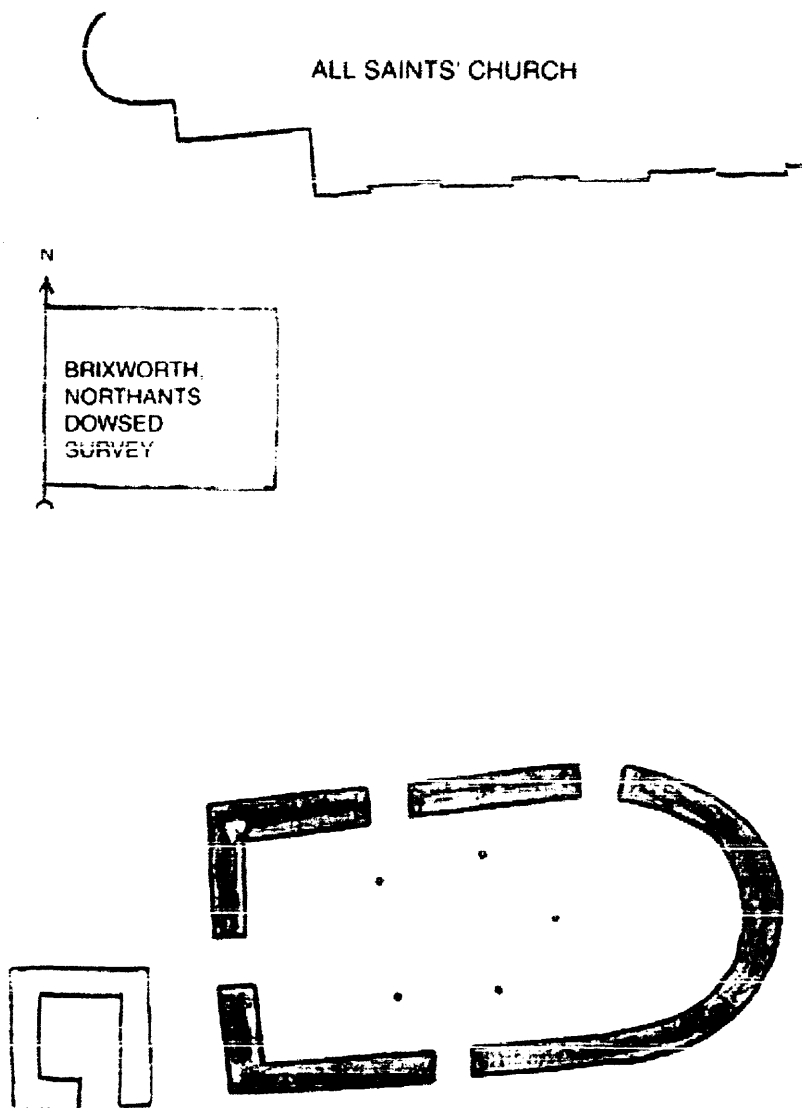 ALL SAINTS' CHURCH
N
BRIXWORTH,
NORTHANTS
DOWSED
SURVEY